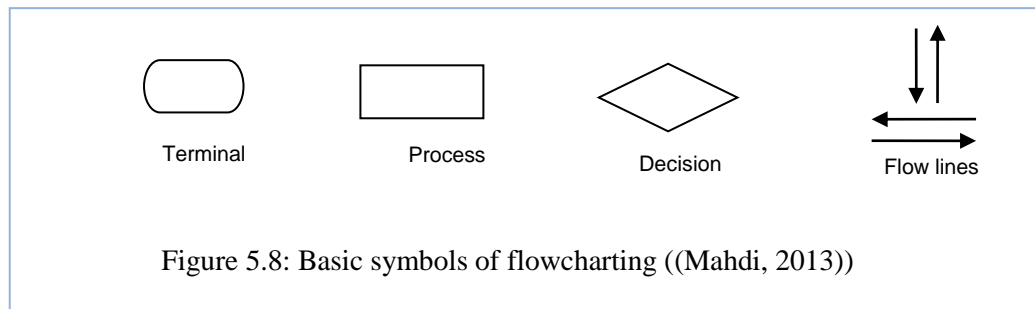 Terminal
Process
Decision
Flow lines
Figure 5.8: Basic symbols of flowcharting ((Mahdi, 2013))